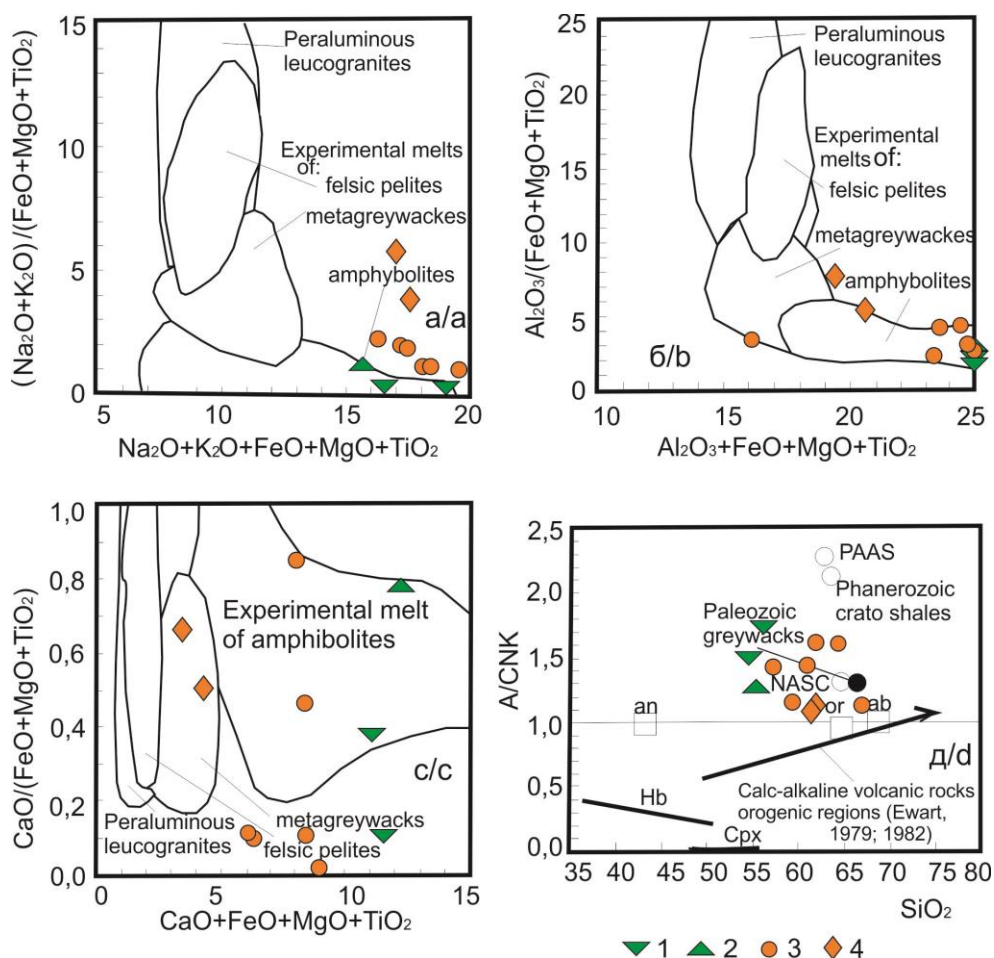 (Na₂O+K₂O)/(FeO+MgO+TiO₂)
15
10
5
0
Peraluminous
leucogranites
Experimental melts
of:
felsic pelites
metagreywackes
amphybolites
a/a
5
10
15
20
Na₂O+K₂O+FeO+MgO+TiO₂
Al₂O₃/(FeO+MgO+TiO₂)
25
20
15
10
5
0
Peraluminous
leucogranites
Experimental
melts of:
felsic pelites
metagreywackes
amphybolites
б/b
10
15
20
25
Al₂O₃+FeO+MgO+TiO₂
CaO/(FeO+MgO+TiO₂)
1,0
0,8
0,6
0,4
0,2
0,0
Experimental melt
of amphibolites
c/c
Peraluminous
leucogranites
metagreywacks
felsic pelites
0
5
10
15
CaO+FeO+MgO+TiO₂
A/CNK
2,5
2,0
1,5
1,0
0,5
0,0
PAAS
Phanerozoic
crato shales
Paleozoic
greywacks
NASC
an
or
ab
д/d
Hb
Cpx
Calc-alkaline volcanic rocks
orogenic regions (Ewart,
1979; 1982)
35 45 50 55 60 65 70 75 80
SiO₂
1 2 3 4